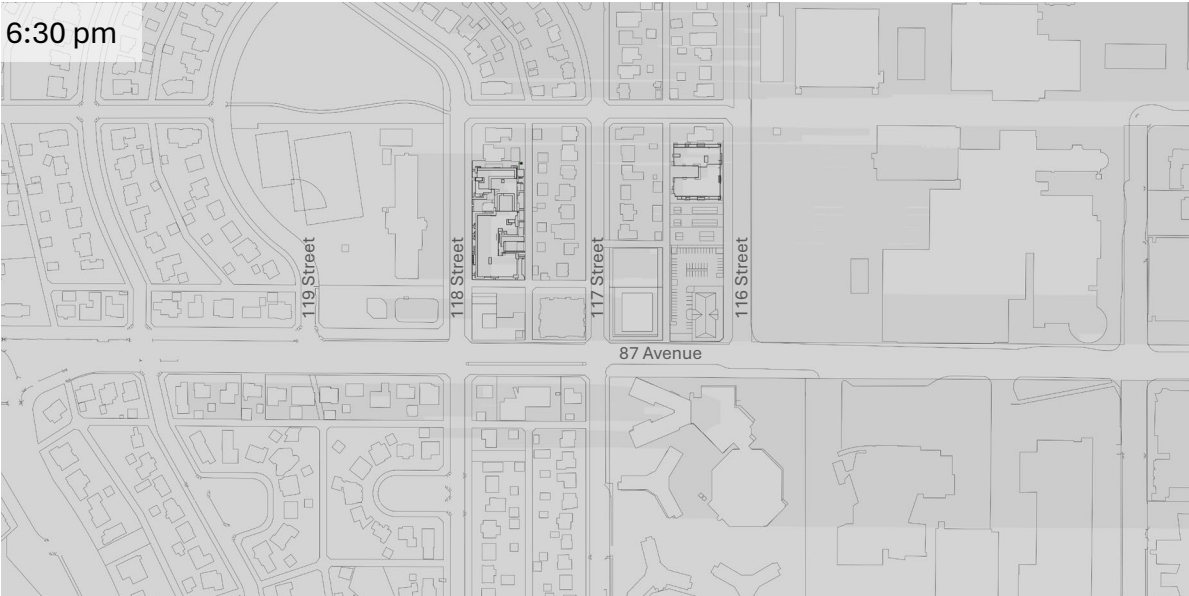 6:30 pm
119 Street
118 Street
117 Street
116 Street
87 Avenue